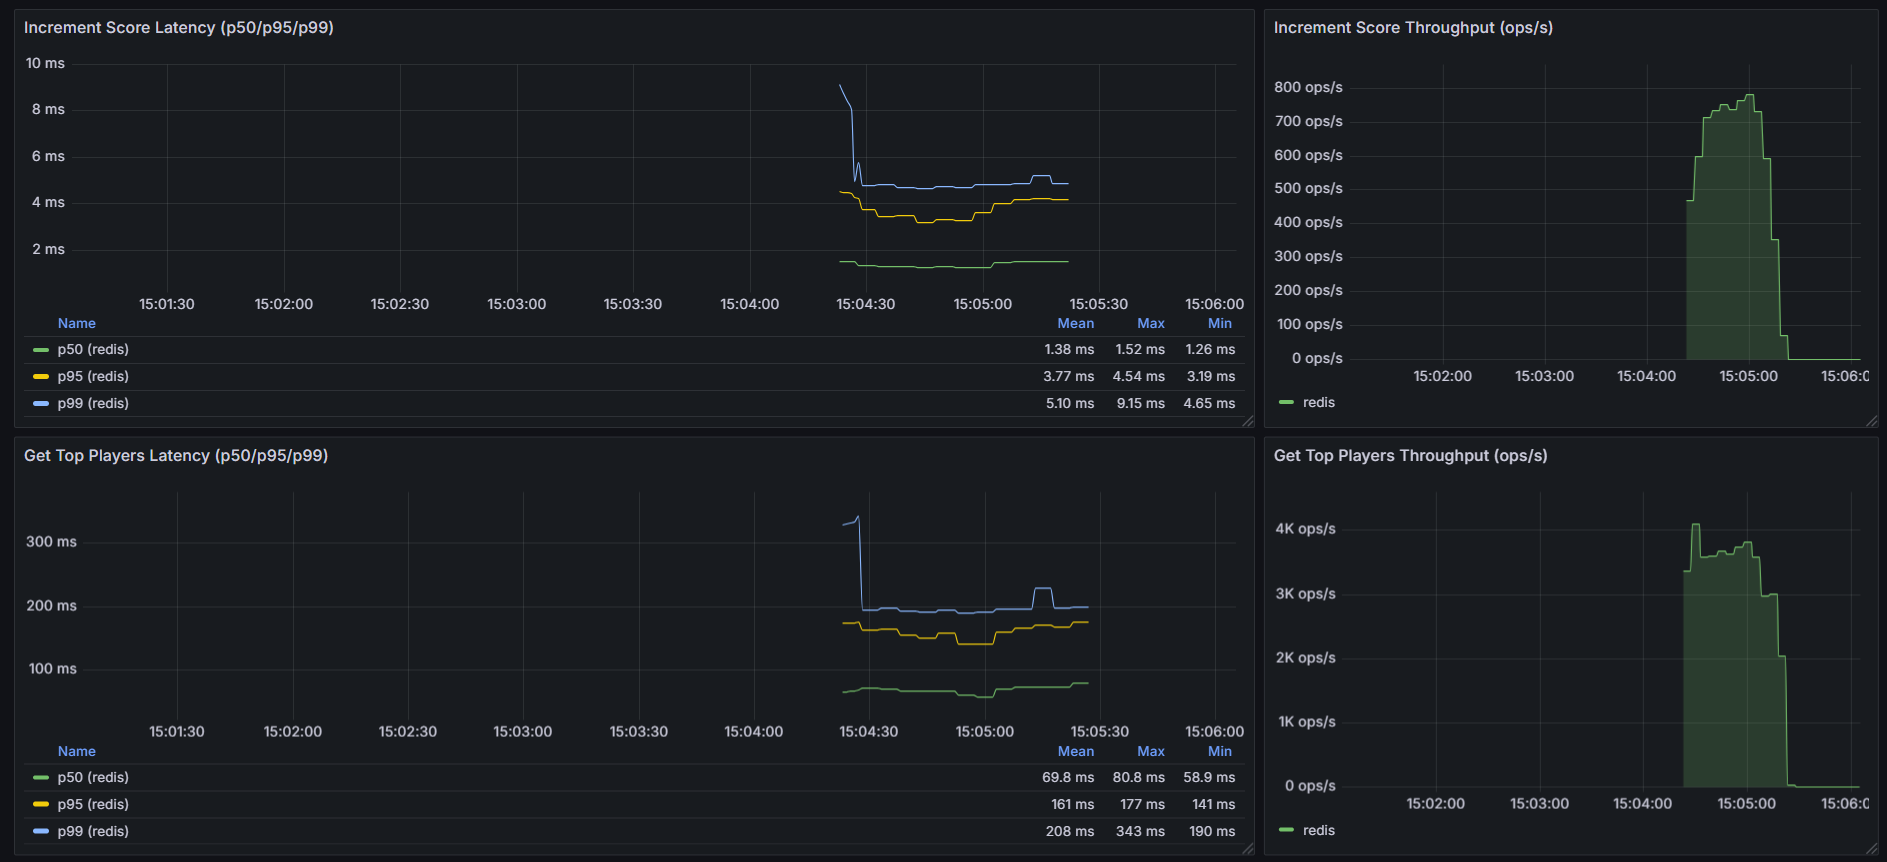 Increment Score Latency (p50/p95/p99)
10 ms
8 ms
6 ms
4 ms
2 ms
15:01:30 15:02:00 15:02:30 15:03:00 15:03:30 15:04:00 15:04:30 15:05:00 15:05:30 15:06:00
Name Mean Max Min
p50 (redis) 1.38 ms 1.52 ms 1.26 ms
p95 (redis) 3.77 ms 4.54 ms 3.19 ms
p99 (redis) 5.10 ms 9.15 ms 4.65 ms
Increment Score Throughput (ops/s)
800 ops/s
700 ops/s
600 ops/s
500 ops/s
400 ops/s
300 ops/s
200 ops/s
100 ops/s
0 ops/s
15:02:00 15:03:00 15:04:00 15:05:00 15:06:0
redis
Get Top Players Latency (p50/p95/p99)
300 ms
200 ms
100 ms
15:01:30 15:02:00 15:02:30 15:03:00 15:03:30 15:04:00 15:04:30 15:05:00 15:05:30 15:06:00
Name Mean Max Min
p50 (redis) 69.8 ms 80.8 ms 58.9 ms
p95 (redis) 161 ms 177 ms 141 ms
p99 (redis) 208 ms 343 ms 190 ms
Get Top Players Throughput (ops/s)
4K ops/s
3K ops/s
2K ops/s
1K ops/s
0 ops/s
15:02:00 15:03:00 15:04:00 15:05:00 15:06:0
redis